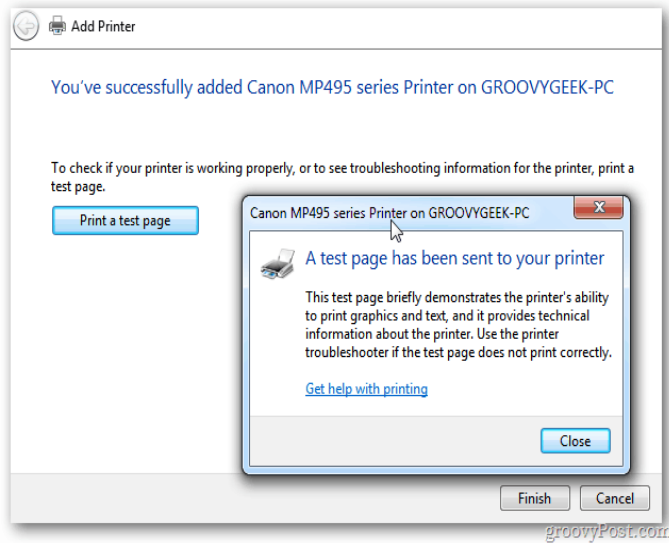 Add Printer
You've successfully added Canon MP495 series Printer on GROOVYGEEK-PC
To check if your printer is working properly, or to see troubleshooting information for the printer, print a
test page.
Print a test page
Canon MP495 series Printer on GROOVYGEEK-PC
A test page has been sent to your printer
This test page briefly demonstrates the printer's ability
to print graphics and text, and it provides technical
information about the printer. Use the printer
troubleshooter if the test page does not print correctly.
Get help with printing
Close
Finish
Cancel
groovyPost.com